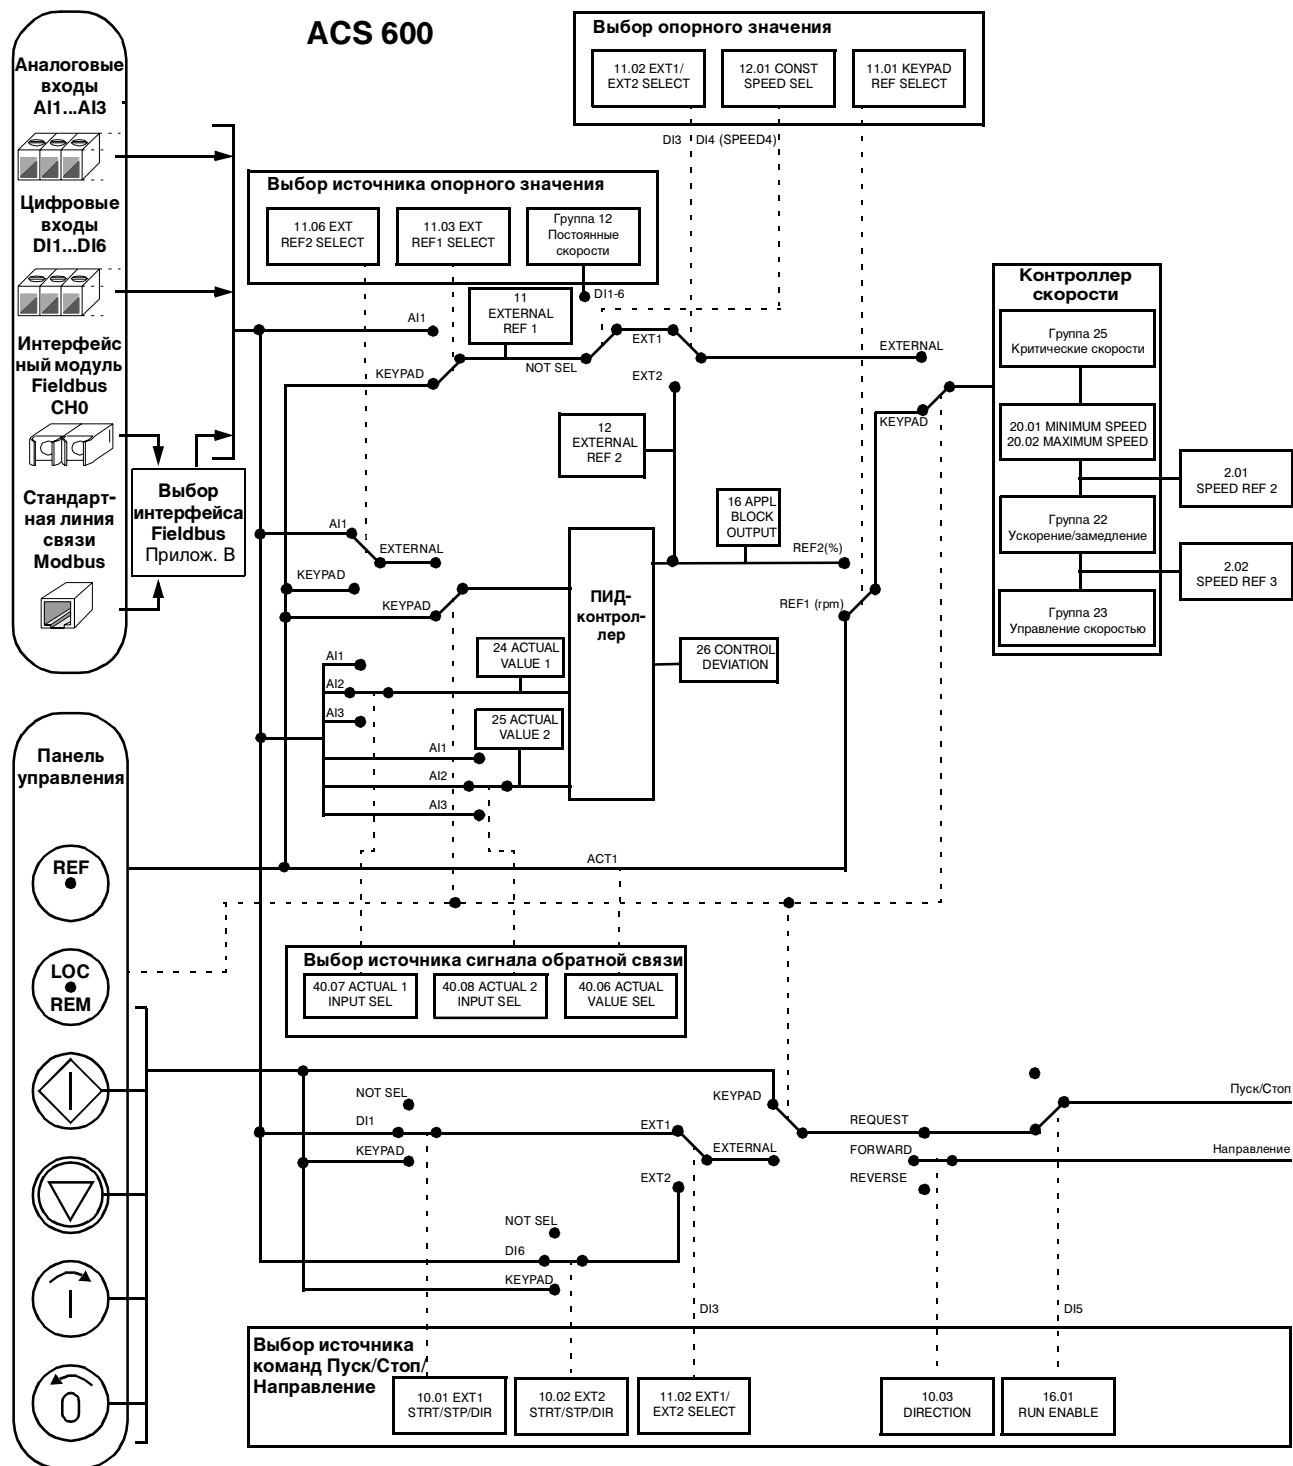 ACS 600
Аналоговые
входы
AI1...AI3
Цифровые
входы
DI1...DI6
Интерфейс
ный модуль
Fieldbus
CH0
Стандарт-
ная линия
связи
Modbus
Выбор
интерфейса
Fieldbus
Прилож. B
Выбор опорного значения
11.02 EXT1/
EXT2 SELECT
12.01 CONST
SPEED SEL
11.01 KEYPAD
REF SELECT
DI3
DI4 (SPEED4)
Выбор источника опорного значения
11.06 EXT
REF2 SELECT
11.03 EXT
REF1 SELECT
Группа 12
Постоянные
скорости
DI1-6
11
EXTERNAL
REF 1
AI1
KEYPAD
NOT SEL
EXT1
EXT2
EXTERNAL
KEYPAD
12
EXTERNAL
REF 2
16 APPL
BLOCK
OUTPUT
REF2(%)
REF1 (rpm)
AI1
EXTERNAL
KEYPAD
KEYPAD
ПИД-
контрол-
лер
24 ACTUAL
VALUE 1
26 CONTROL
DEVIATION
25 ACTUAL
VALUE 2
AI1
AI2
AI3
AI1
AI2
AI3
ACT1
Контроллер
скорости
Группа 25
Критические скорости
20.01 MINIMUM SPEED
20.02 MAXIMUM SPEED
2.01
SPEED REF 2
Группа 22
Ускорение/замедление
2.02
SPEED REF 3
Группа 23
Управление скоростью
Панель
управления
REF
LOC
REM
Выбор источника сигнала обратной связи
40.07 ACTUAL 1
INPUT SEL
40.08 ACTUAL 2
INPUT SEL
40.06 ACTUAL
VALUE SEL
NOT SEL
DI1
KEYPAD
EXT1
EXT2
KEYPAD
EXTERNAL
REQUEST
FORWARD
REVERSE
Пуск/Стоп
Направление
NOT SEL
DI6
KEYPAD
DI3
DI5
Выбор источника
команд Пуск/Стоп/
Направление
10.01 EXT1
STRT/STP/DIR
10.02 EXT2
STRT/STP/DIR
11.02 EXT1/
EXT2 SELECT
10.03
DIRECTION
16.01
RUN ENABLE